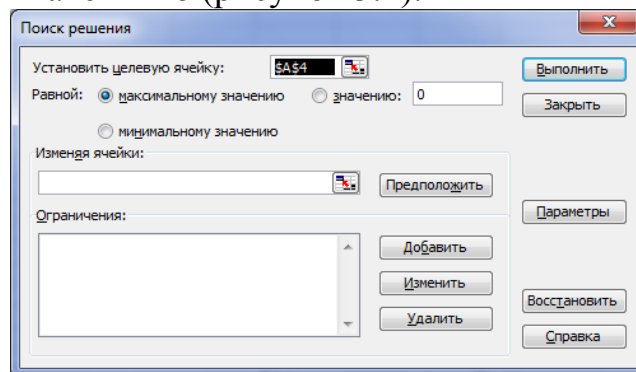 Поиск решения
Установить целевую ячейку: $A$4
Выполнить
Равной: максимальному значению значению: 0
Закрыть
минимальному значению
Изменяя ячейки:
Предположить
Ограничения:
Параметры
Добавить
Изменить
Удалить
Восстановить
Справка